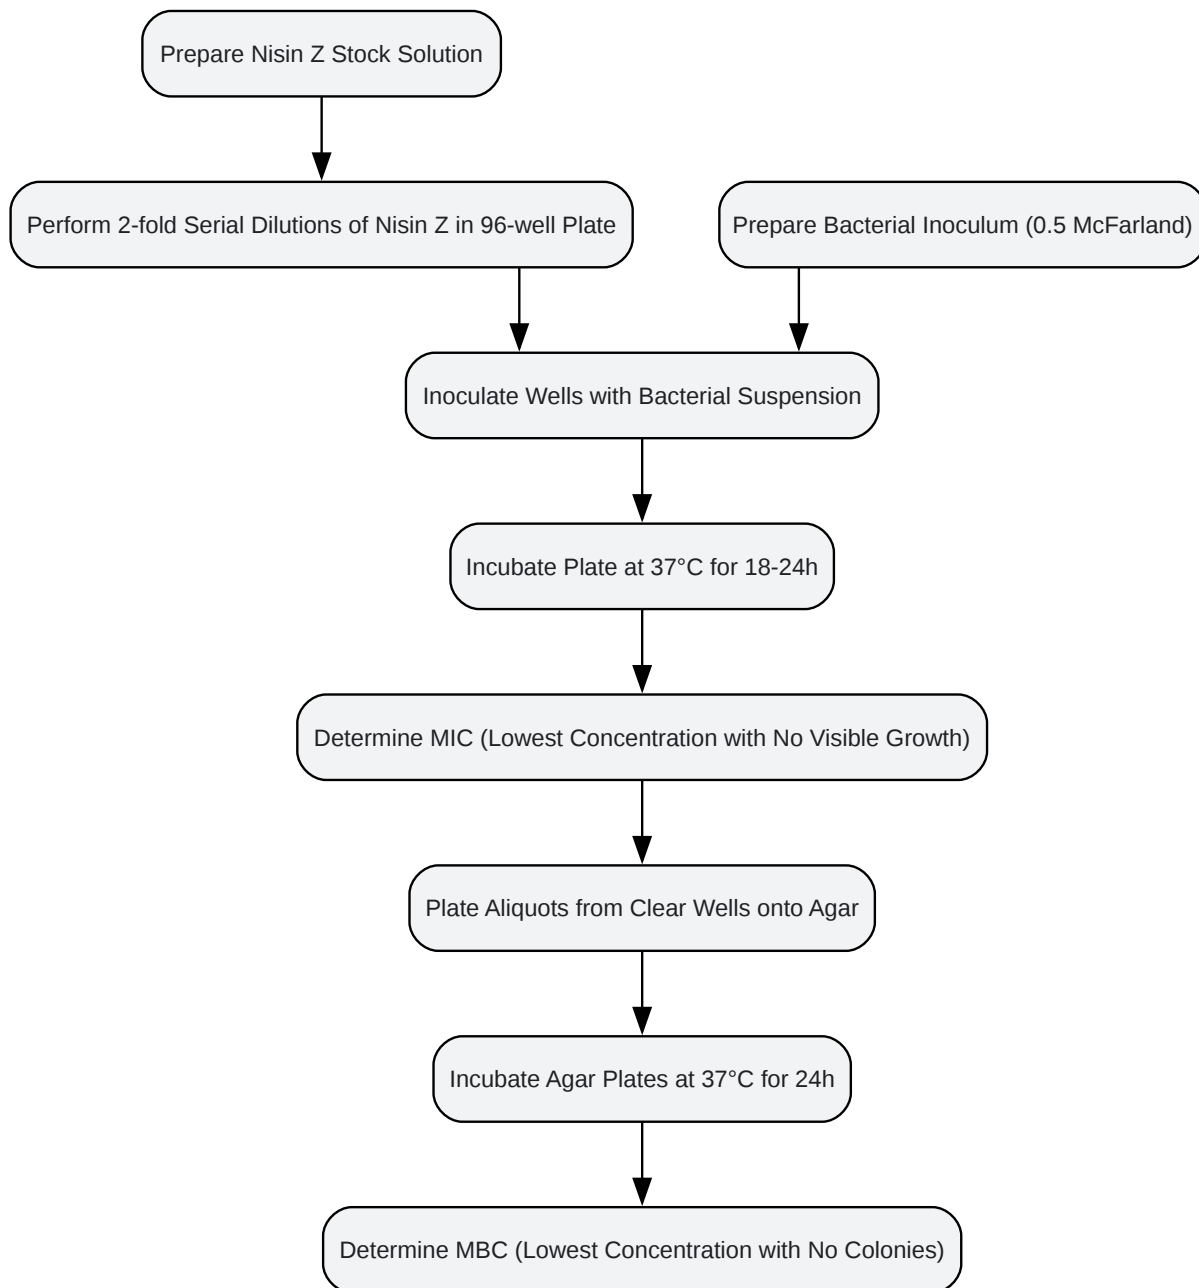 Prepare Nisin Z Stock Solution
Perform 2-fold Serial Dilutions of Nisin Z in 96-well Plate
Prepare Bacterial Inoculum (0.5 McFarland)
Inoculate Wells with Bacterial Suspension
Incubate Plate at 37°C for 18-24h
Determine MIC (Lowest Concentration with No Visible Growth)
Plate Aliquots from Clear Wells onto Agar
Incubate Agar Plates at 37°C for 24h
Determine MBC (Lowest Concentration with No Colonies)